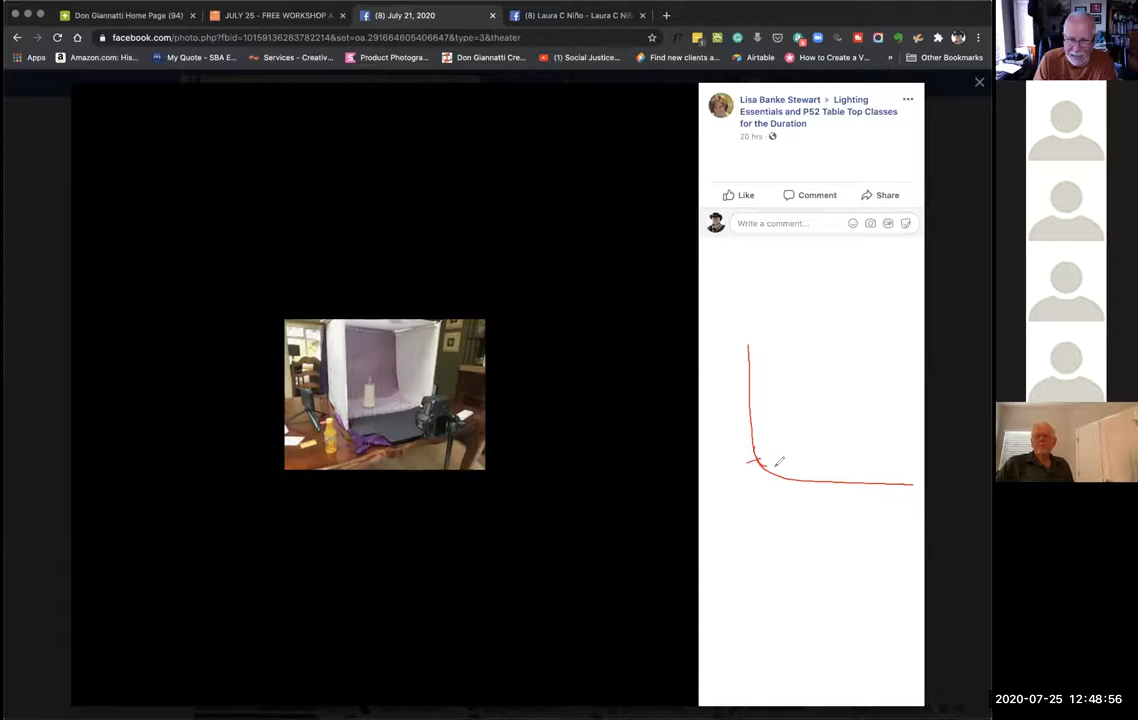 Don Giannatti Home Page (94)
JULY 25 - FREE WORKSHOP A
(8) July 21, 2020
(8) Laura C Niño - Laura C Niñ
facebook.com/photo.php?fbid=10159136283782214&set=oa.291664605406647&type=3&theater
Apps
Amazon.com: His...
My Quote - SBA E...
Services - Creativ...
Product Photogra...
Don Giannatti Cre...
(1) Social Justice...
Find new clients a...
Airtable
How to Create a V...
»
Other Bookmarks
Lisa Banke Stewart ▸ Lighting
Essentials and P52 Table Top Classes
for the Duration
20 hrs ·
Like
Comment
Share
Write a comment...
2020-07-25 12:48:56